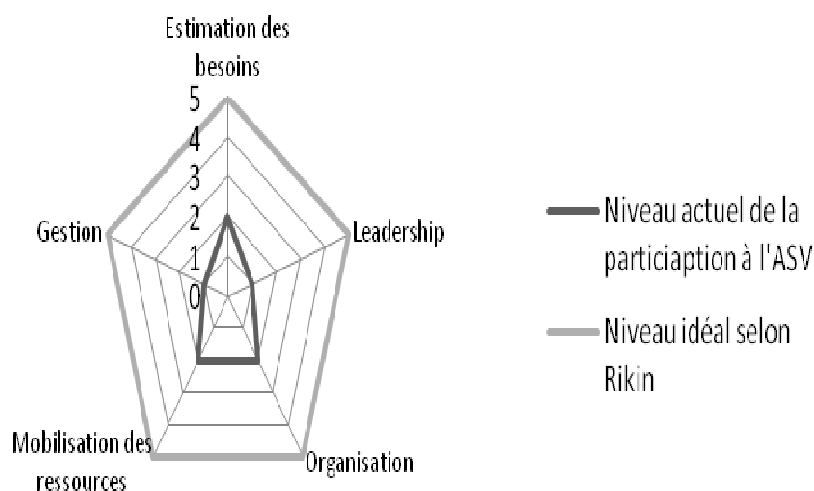 Estimation des
besoins
5
4
3
2
1
0
Gestion
Leadership
Mobilisation des
ressources
Organisation
Niveau actuel de la
particiaption à l'ASV
Niveau idéal selon
Rikin